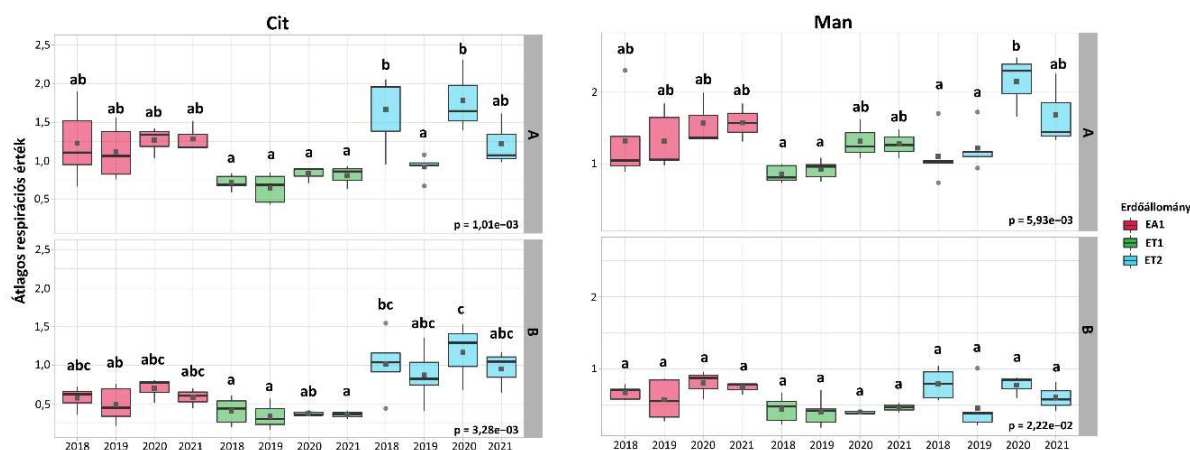 Cit
Man
Átlagos respirációs érték
2,5
2,0
1,5
1,0
0,5
ab
ab
ab
ab
a
a
a
a
b
a
b
ab
p = 1,01e–03
A
2
1
ab
ab
ab
ab
a
a
ab
ab
a
a
b
ab
p = 5,93e–03
A
2,0
1,5
1,0
0,5
abc
ab
abc
abc
a
a
ab
a
bc
abc
c
abc
p = 3,28e–03
B
2
1
a
a
a
a
a
a
a
a
a
a
a
a
p = 2,22e–02
B
2018 2019 2020 2021 2018 2019 2020 2021 2018 2019 2020 2021
2018 2019 2020 2021 2018 2019 2020 2021 2018 2019 2020 2021
Erdőállomány
EA1
ET1
ET2